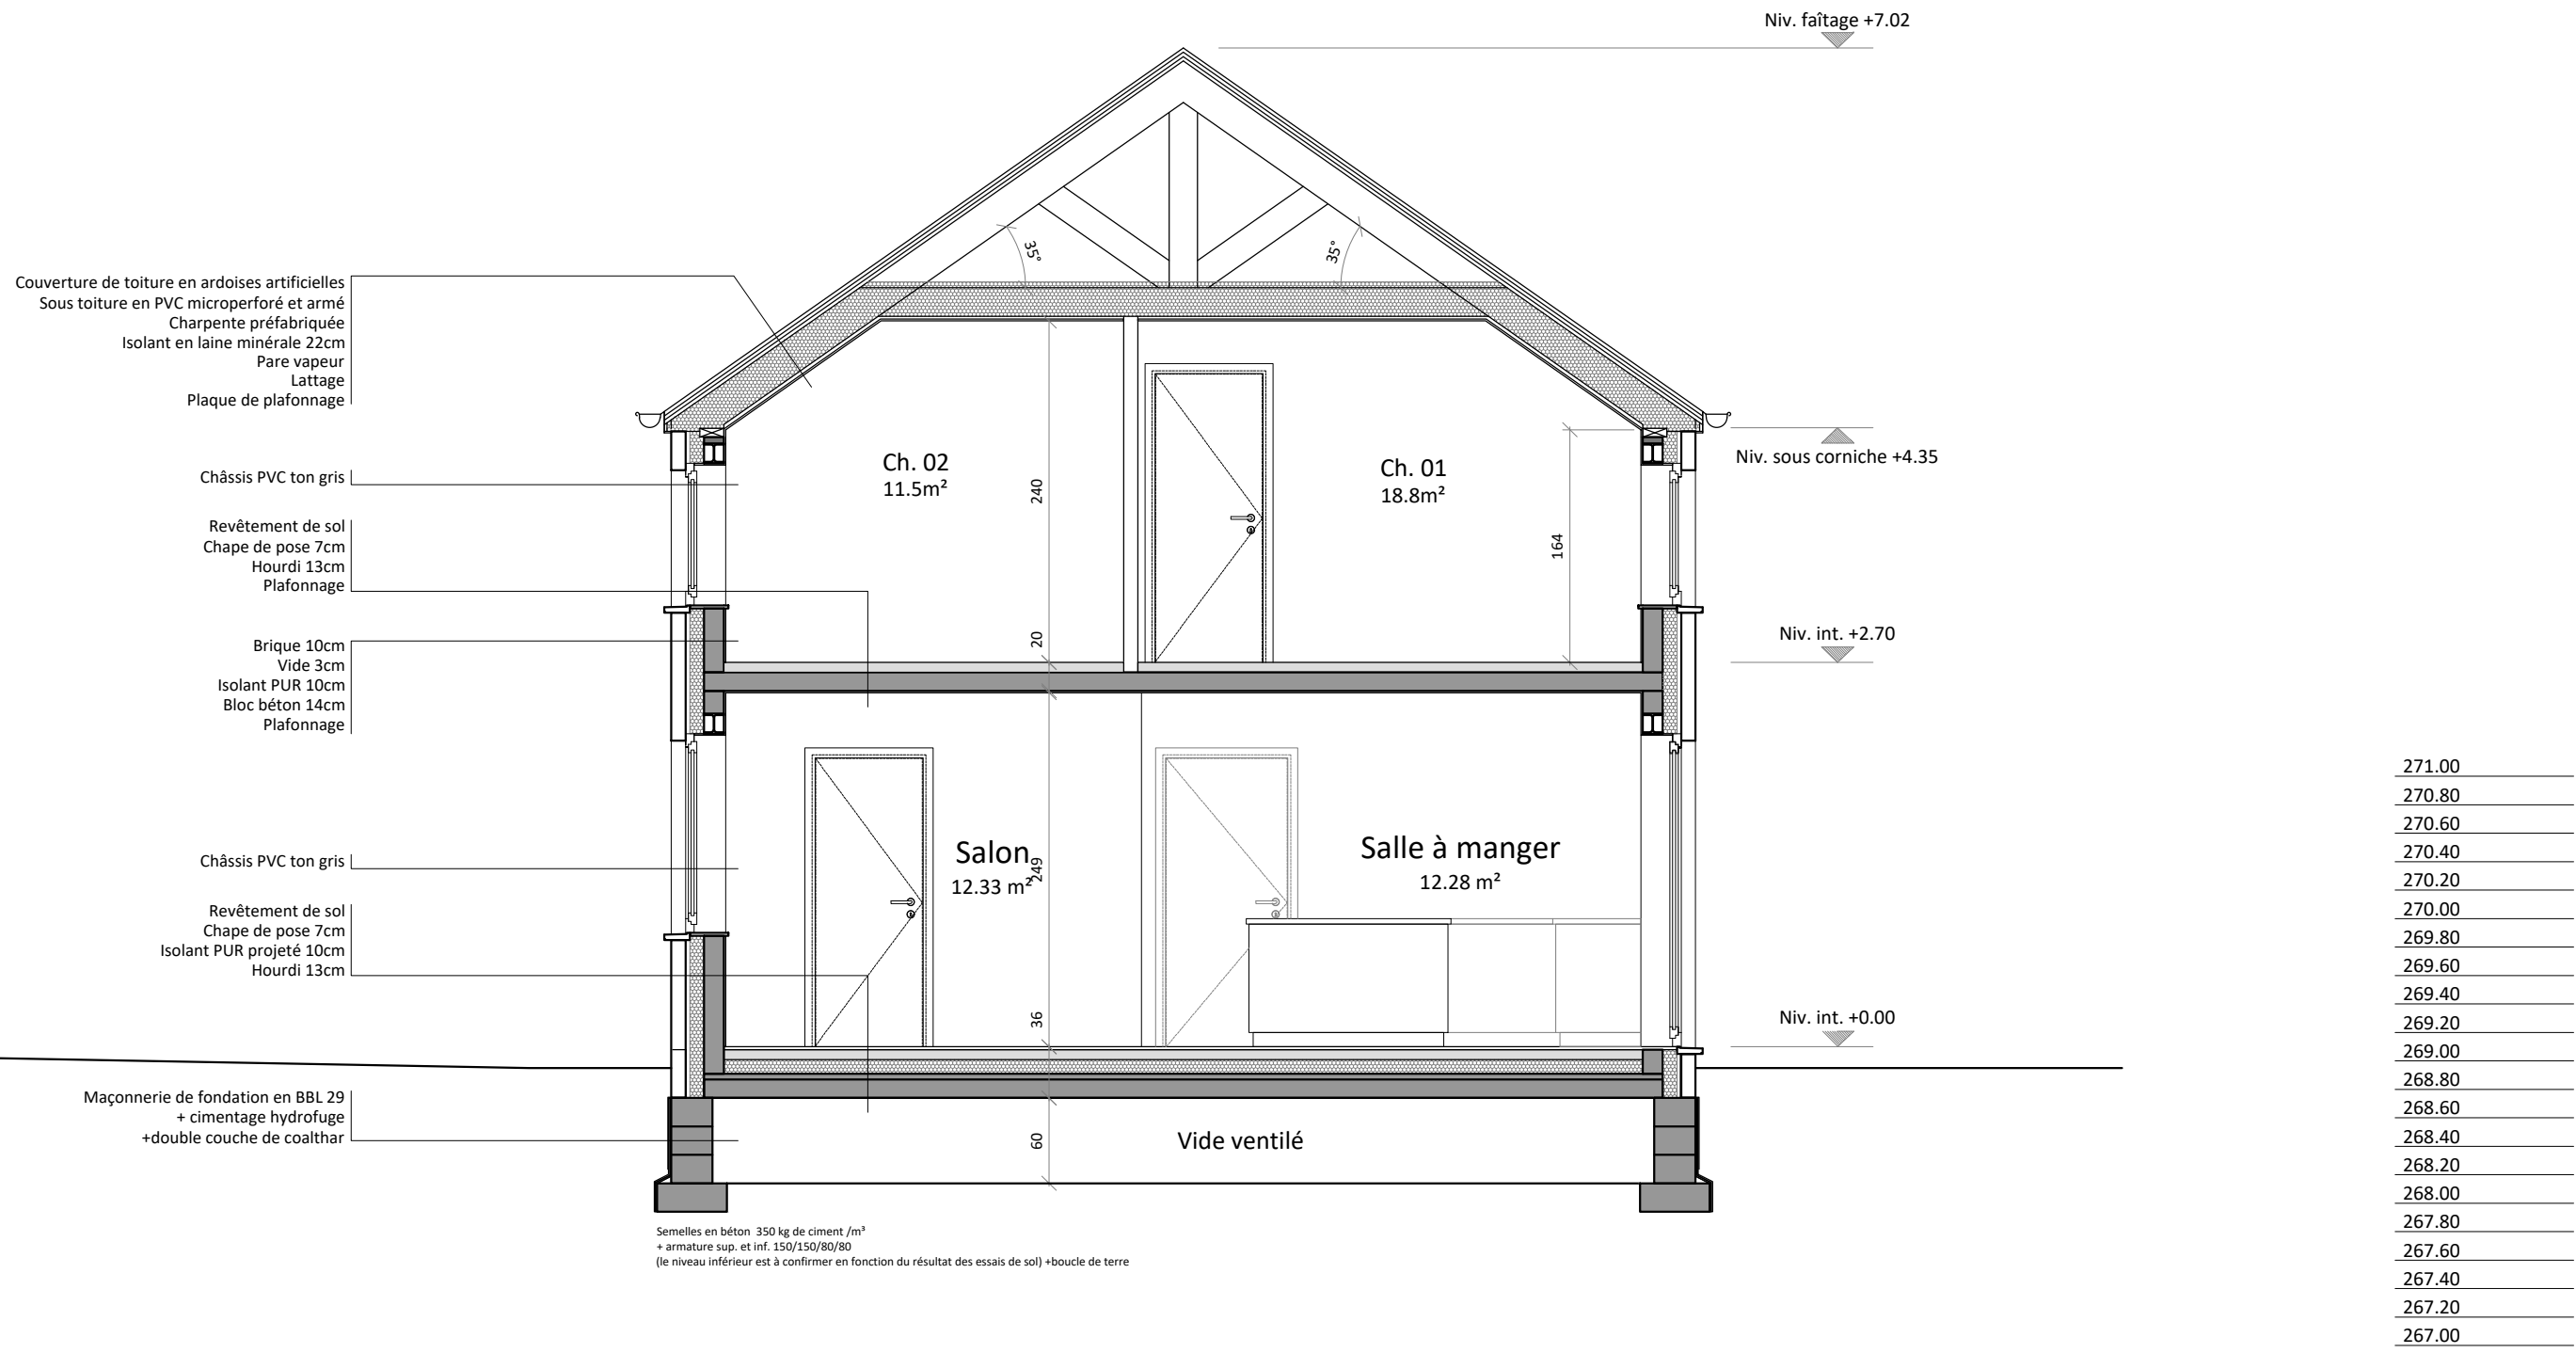 Niv. faîtage +7.02
35°
35°
Couverture de toiture en ardoises artificielles
Sous toiture en PVC microperforé et armé
Charpente préfabriquée
Isolant en laine minérale 22cm
Pare vapeur
Lattage
Plaque de plafonnage
Niv. sous corniche +4.35
Châssis PVC ton gris
Ch. 02
11.5m²
240
Ch. 01
18.8m²
164
Revêtement de sol
Chape de pose 7cm
Hourdi 13cm
Plafonnage
20
Niv. int. +2.70
Brique 10cm
Vide 3cm
Isolant PUR 10cm
Bloc béton 14cm
Plafonnage
Châssis PVC ton gris
Salon
12.33 m²
249
Salle à manger
12.28 m²
Revêtement de sol
Chape de pose 7cm
Isolant PUR projeté 10cm
Hourdi 13cm
36
Niv. int. +0.00
Maçonnerie de fondation en BBL 29
+ cimentage hydrofuge
+double couche de coalthar
60
Vide ventilé
Semelles en béton 350 kg de ciment /m³
+ armature sup. et inf. 150/150/80/80
(le niveau inférieur est à confirmer en fonction du résultat des essais de sol) +boucle de terre
271.00
270.80
270.60
270.40
270.20
270.00
269.80
269.60
269.40
269.20
269.00
268.80
268.60
268.40
268.20
268.00
267.80
267.60
267.40
267.20
267.00